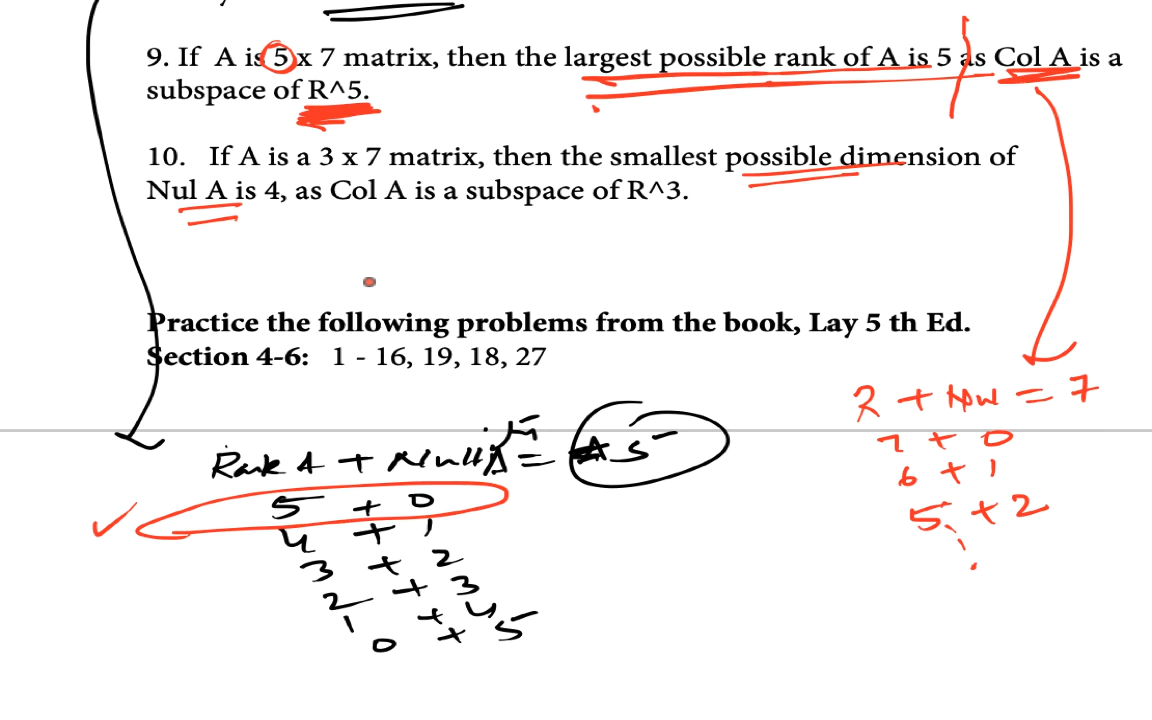 9. If A is 5 x 7 matrix, then the largest possible rank of A is 5 as Col A is a
subspace of R^5.
10. If A is a 3 x 7 matrix, then the smallest possible dimension of
Nul A is 4, as Col A is a subspace of R^3.
Practice the following problems from the book, Lay 5 th Ed.
Section 4-6: 1 - 16, 19, 18, 27
R + = 7
7 + 0
6 + 1
5 + 2
Rank A + = 5
5 + 0
4 + 1
3 + 2
2 + 3
1 + 4
0 + 5